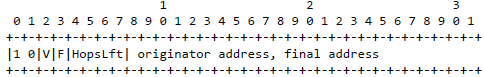 1                   2                   3
 0 1 2 3 4 5 6 7 8 9 0 1 2 3 4 5 6 7 8 9 0 1 2 3 4 5 6 7 8 9 0 1
+-+-+-+-+-+-+-+-+-+-+-+-+-+-+-+-+-+-+-+-+-+-+-+-+-+-+-+-+-+-+-+-+
|1 0|V|F|HopsLft| originator address, final address
+-+-+-+-+-+-+-+-+-+-+-+-+-+-+-+-+-+-+-+-+-+-+-+-+-+-+-+-+-+-+-+-+